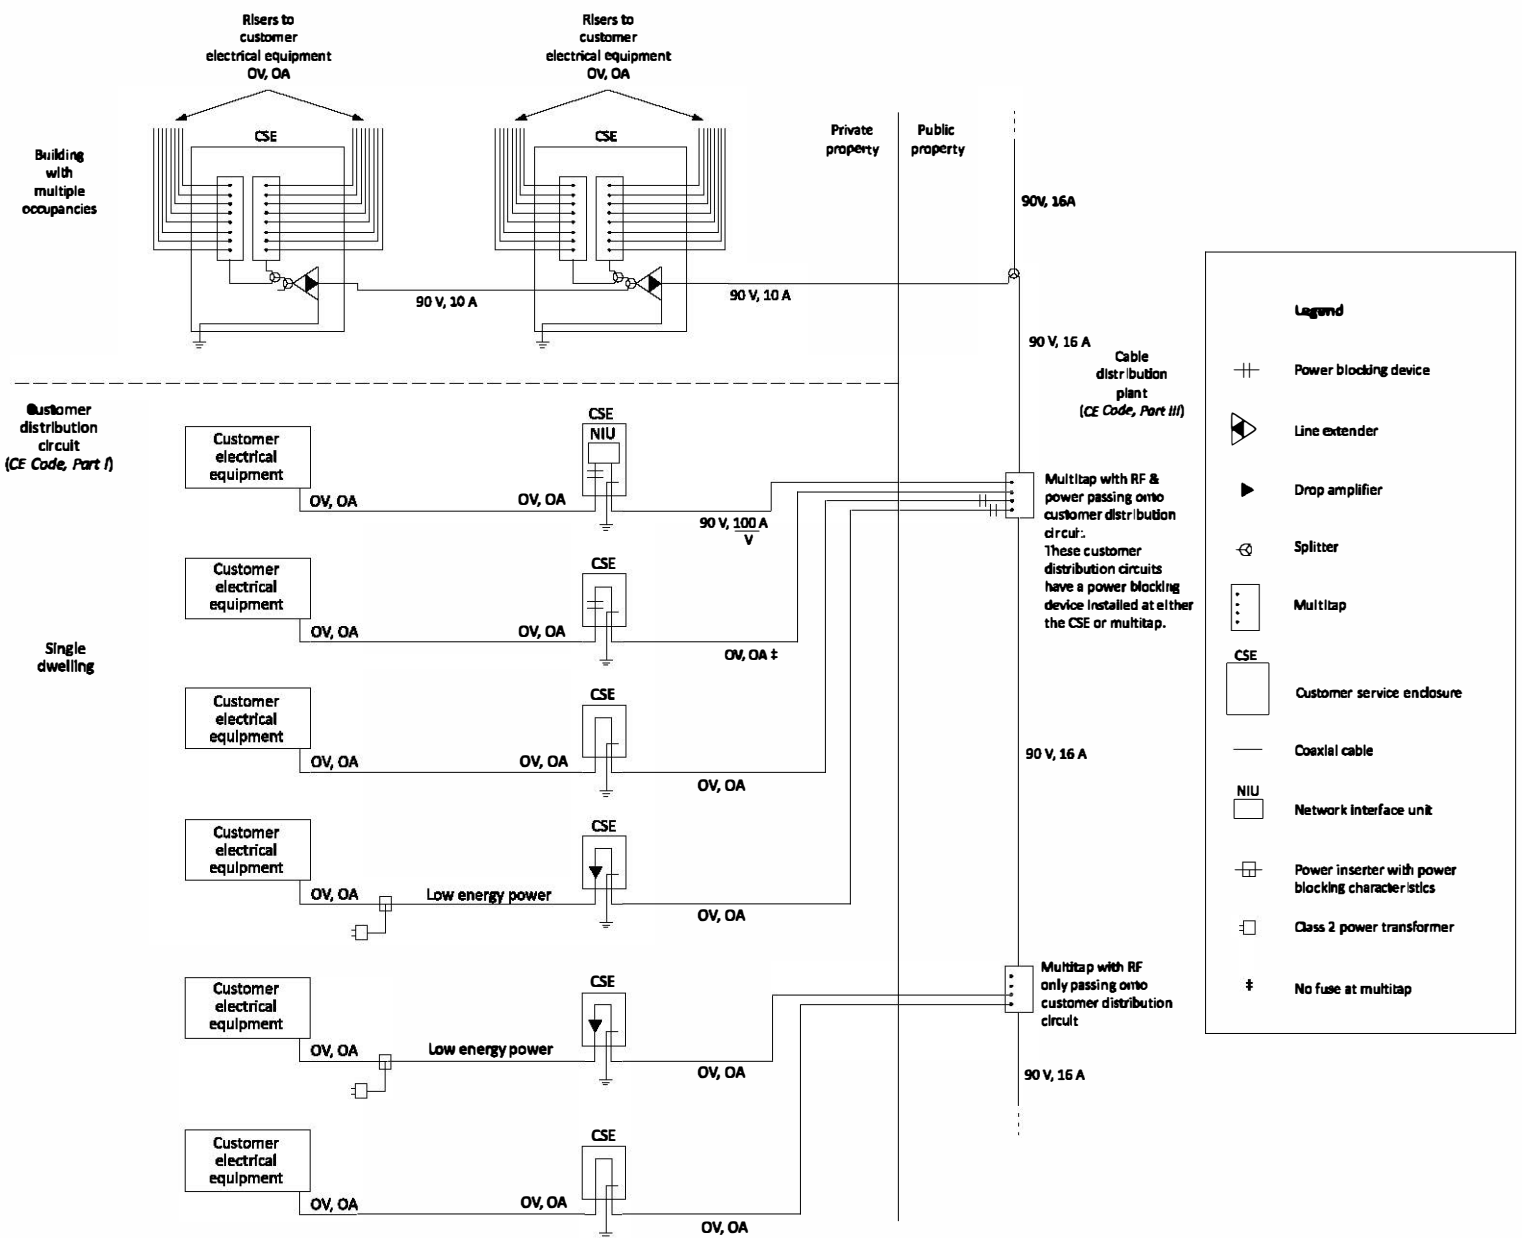 Risers to
customer
electrical equipment
0V, 0A
Risers to
customer
electrical equipment
0V, 0A
CSE
CSE
Private
property
Public
property
Building
with
multiple
occupancies
90V, 16A
90 V, 10 A
90 V, 10 A
90 V, 16 A
Cable
distribution
plant
(CE Code, Part III)
Customer
distribution
circuit
(CE Code, Part I)
Customer
electrical
equipment
CSE
NIU
0V, 0A
0V, 0A
90 V, 100 A
V
Multitap with RF &
power passing onto
customer distribution
circuit.
These customer
distribution circuits
have a power blocking
device installed at either
the CSE or multitap.
Customer
electrical
equipment
CSE
0V, 0A
0V, 0A
0V, 0A ‡
Single
dwelling
Customer
electrical
equipment
CSE
0V, 0A
0V, 0A
0V, 0A
90 V, 16 A
Customer
electrical
equipment
CSE
0V, 0A
Low energy power
0V, 0A
Customer
electrical
equipment
CSE
0V, 0A
Low energy power
0V, 0A
Multitap with RF
only passing onto
customer distribution
circuit
90 V, 16 A
Customer
electrical
equipment
CSE
0V, 0A
0V, 0A
0V, 0A
Legend
Power blocking device
Line extender
Drop amplifier
Splitter
Multitap
CSE
Customer service enclosure
Coaxial cable
NIU
Network interface unit
Power inserter with power
blocking characteristics
Class 2 power transformer
‡ No fuse at multitap